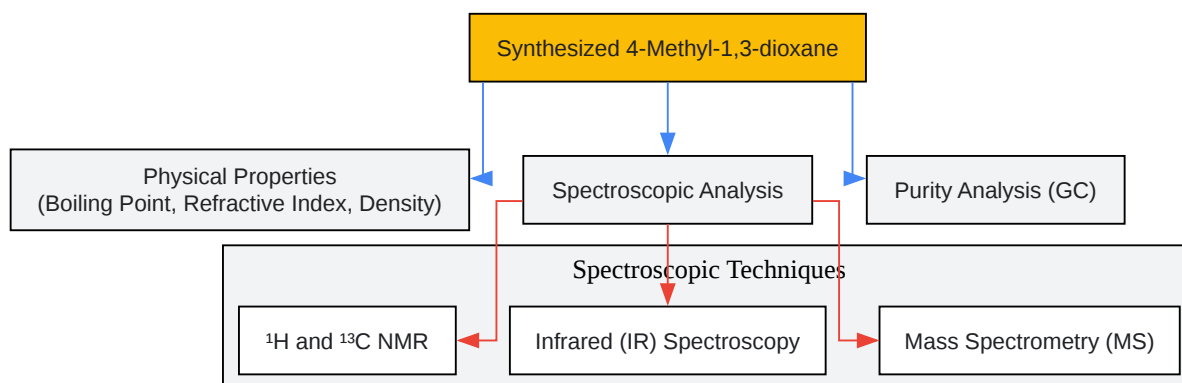 Synthesized 4-Methyl-1,3-dioxane
Physical Properties
(Boiling Point, Refractive Index, Density)
Spectroscopic Analysis
Purity Analysis (GC)
Spectroscopic Techniques
¹H and ¹³C NMR
Infrared (IR) Spectroscopy
Mass Spectrometry (MS)